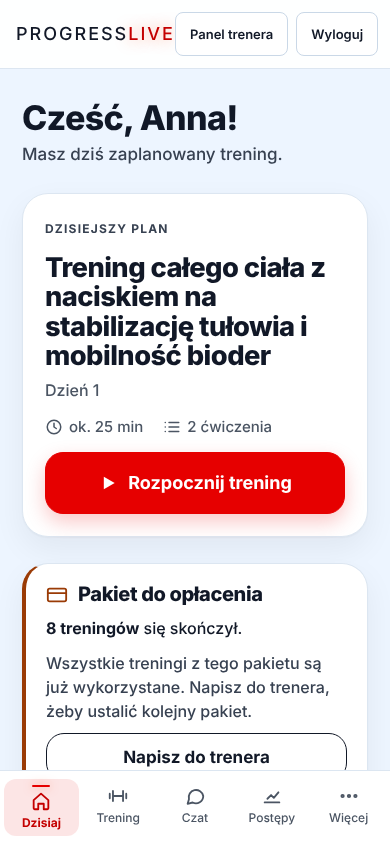 PROGRESSLIVE Panel trenera Wyloguj
Cześć, Anna!
Masz dziś zaplanowany trening.
DZISIEJSZY PLAN
Trening całego ciała z
naciskiem na
stabilizację tułowia i
mobilność bioder
Dzień 1
ok. 25 min 2 ćwiczenia
Rozpocznij trening
Pakiet do opłacenia
8 treningów się skończył.
Wszystkie treningi z tego pakietu są
już wykorzystane. Napisz do trenera,
żeby ustalić kolejny pakiet.
Napisz do trenera
Dzisiaj Trening Czat Postępy Więcej